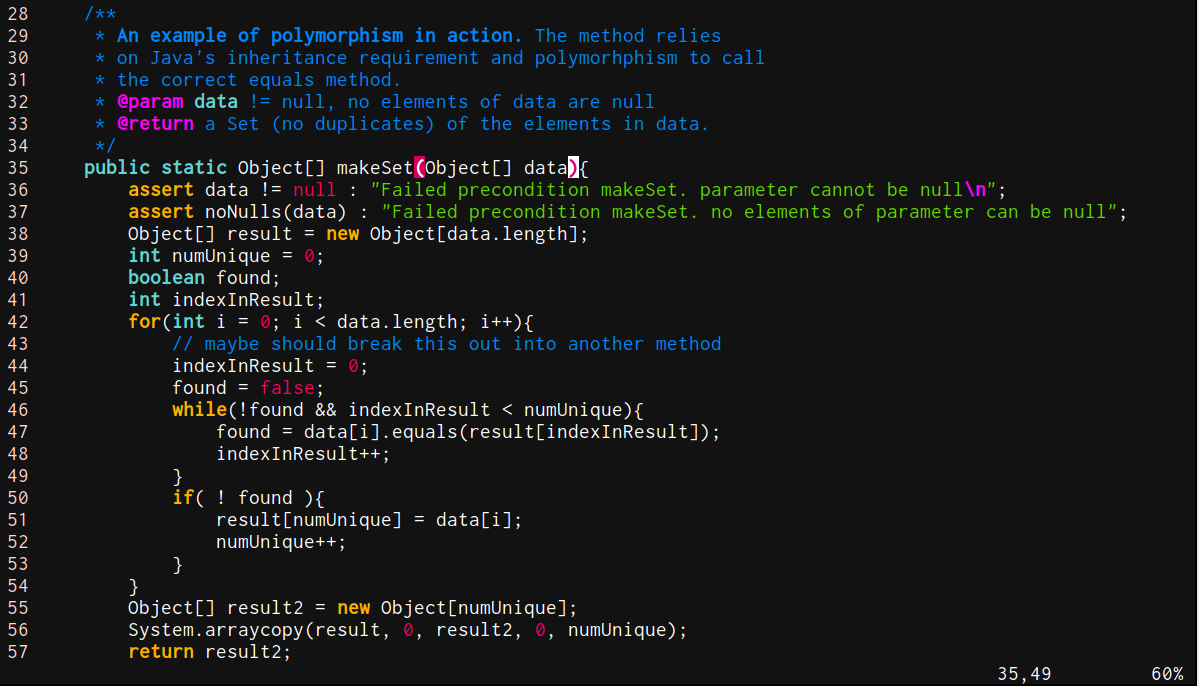 28     /**
29      * An example of polymorphism in action. The method relies
30      * on Java's inheritance requirement and polymorhphism to call
31      * the correct equals method.
32      * @param data != null, no elements of data are null
33      * @return a Set (no duplicates) of the elements in data.
34      */
35     public static Object[] makeSet(Object[] data){
36         assert data != null : "Failed precondition makeSet. parameter cannot be null\n";
37         assert noNulls(data) : "Failed precondition makeSet. no elements of parameter can be null";
38         Object[] result = new Object[data.length];
39         int numUnique = 0;
40         boolean found;
41         int indexInResult;
42         for(int i = 0; i < data.length; i++){
43             // maybe should break this out into another method
44             indexInResult = 0;
45             found = false;
46             while(!found && indexInResult < numUnique){
47                 found = data[i].equals(result[indexInResult]);
48                 indexInResult++;
49             }
50             if( ! found ){
51                 result[numUnique] = data[i];
52                 numUnique++;
53             }
54         }
55         Object[] result2 = new Object[numUnique];
56         System.arraycopy(result, 0, result2, 0, numUnique);
57         return result2;
35,49 60%